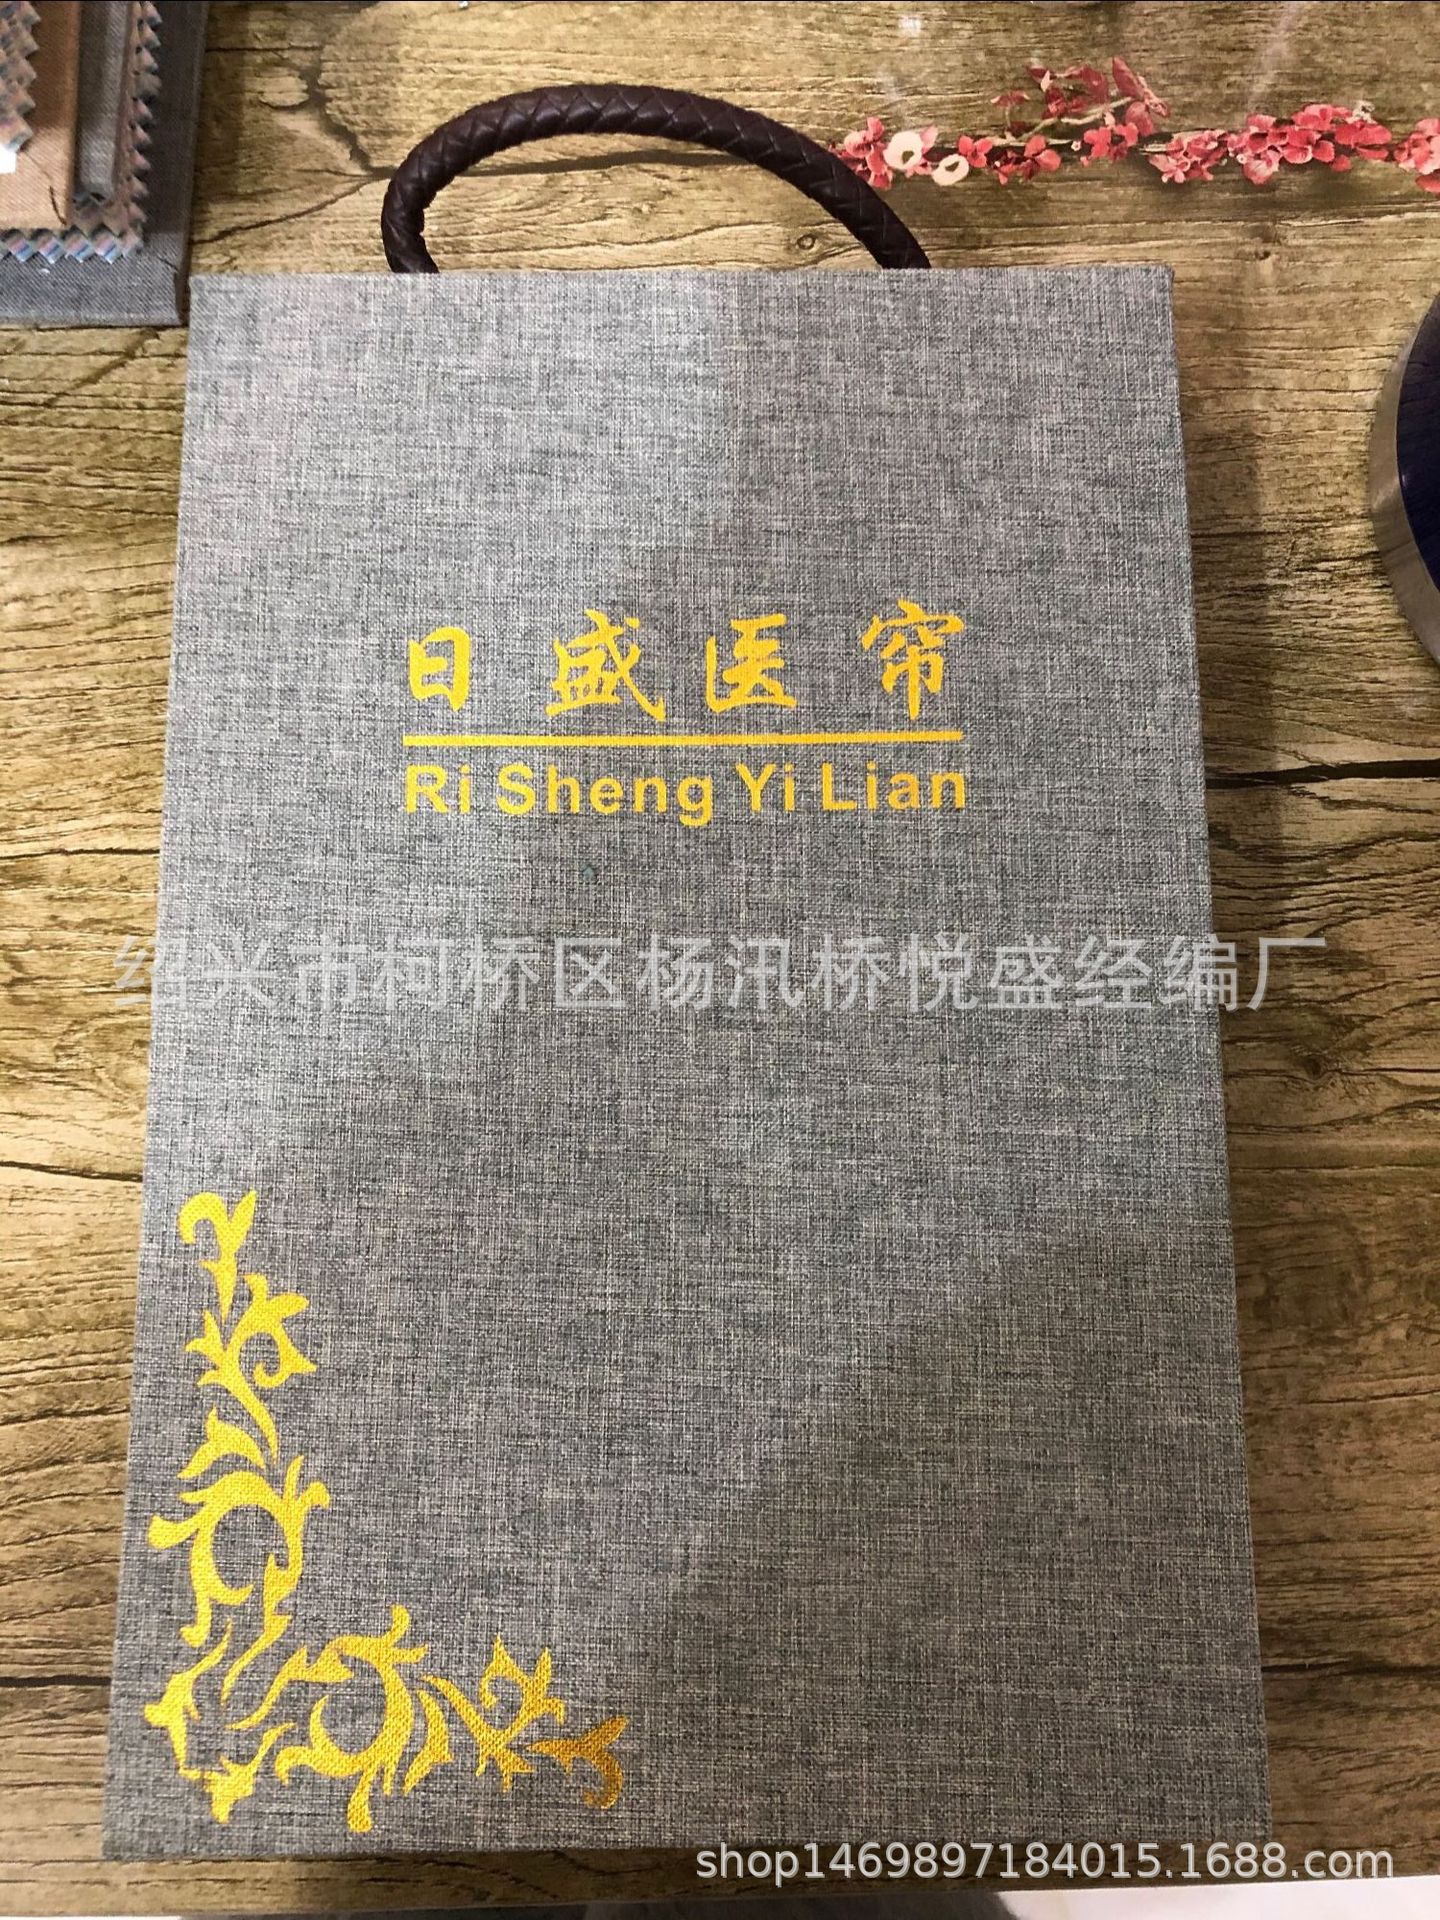 日盛医帘
Ri Sheng Yi Lian
绍兴市柯桥区杨汛桥悦盛经编厂
shop1469897184015.1688.com